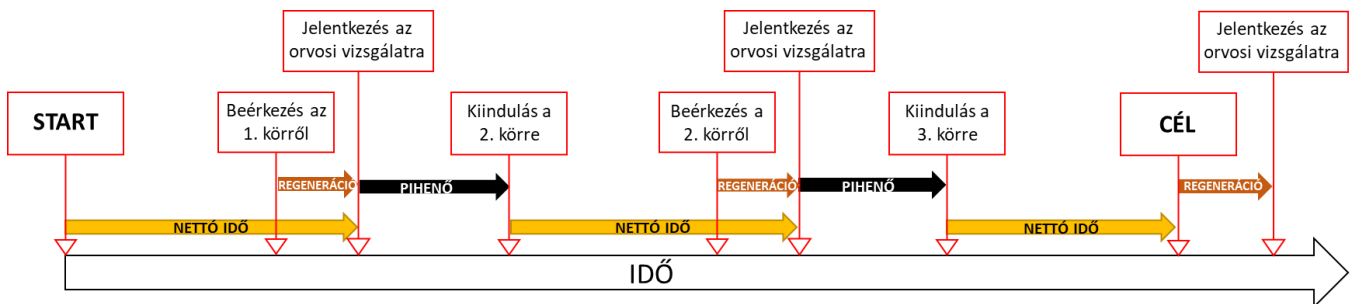 Jelentkezés az
orvosi vizsgálatra
Jelentkezés az
orvosi vizsgálatra
Jelentkezés az
orvosi vizsgálatra
START
Beérkezés az
1. körről
Kiindulás a
2. körre
Beérkezés a
2. körről
Kiindulás a
3. körre
CÉL
REGENERÁCIÓ
PIHENŐ
REGENERÁCIÓ
PIHENŐ
REGENERÁCIÓ
NETTÓ IDŐ
NETTÓ IDŐ
NETTÓ IDŐ
IDŐ